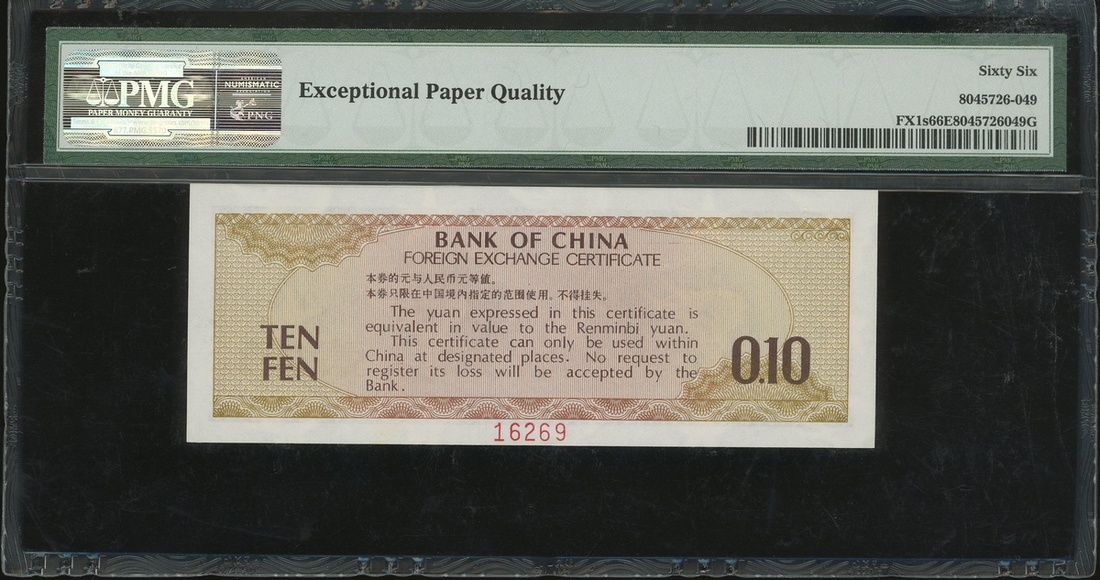 PMG
PAPER MONEY GUARANTY
NUMISMATIC
PNG
Exceptional Paper Quality
Sixty Six
8045726-049
FX1s66E8045726049G
BANK OF CHINA
FOREIGN EXCHANGE CERTIFICATE
本券的元与人民币元等值。
本券只限在中国境内指定的范围使用。不得挂失。
The yuan expressed in this certificate is
equivalent in value to the Renminbi yuan.
This certificate can only be used within
China at designated places. No request to
register its loss will be accepted by the
Bank.
TEN
FEN
0.10
16269